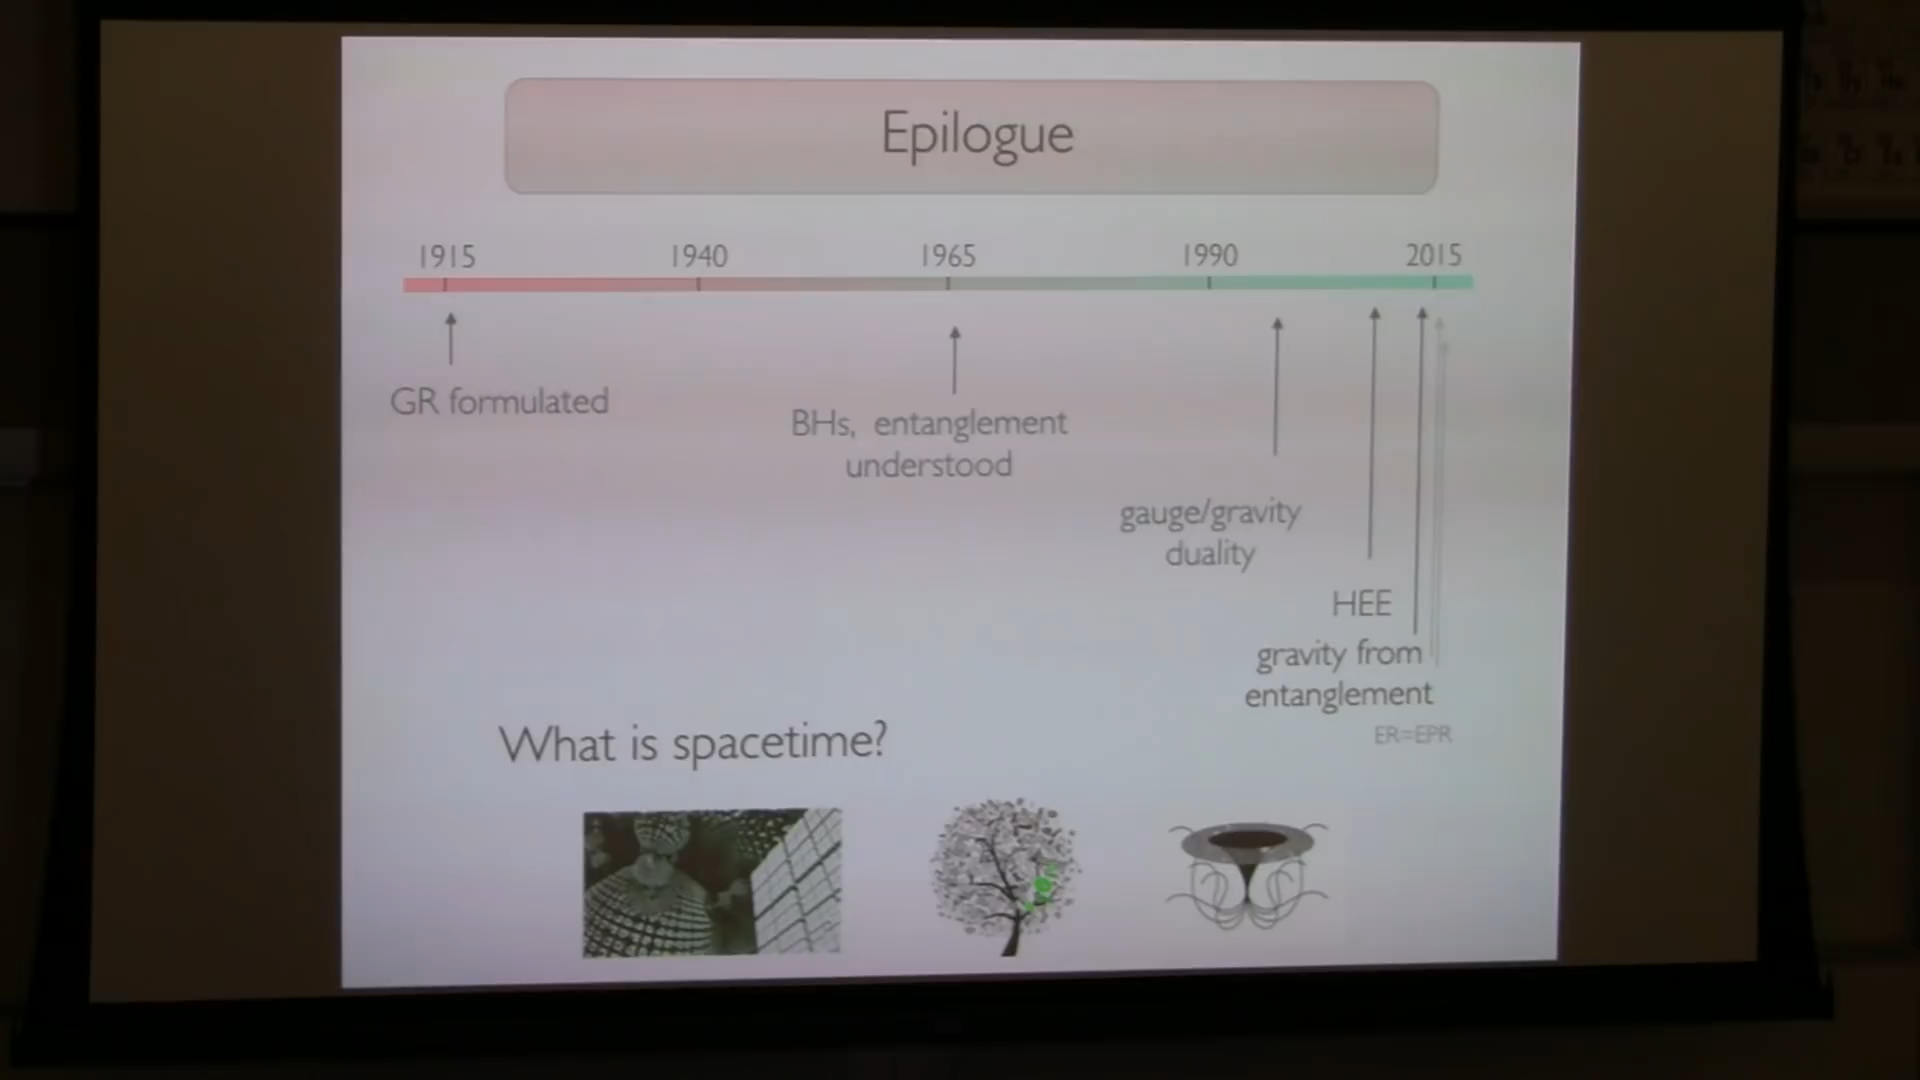 Epilogue
1915 1940 1965 1990 2015
GR formulated
BHs, entanglement
understood
gauge/gravity
duality
HEE
gravity from
entanglement
ER=EPR
What is spacetime?